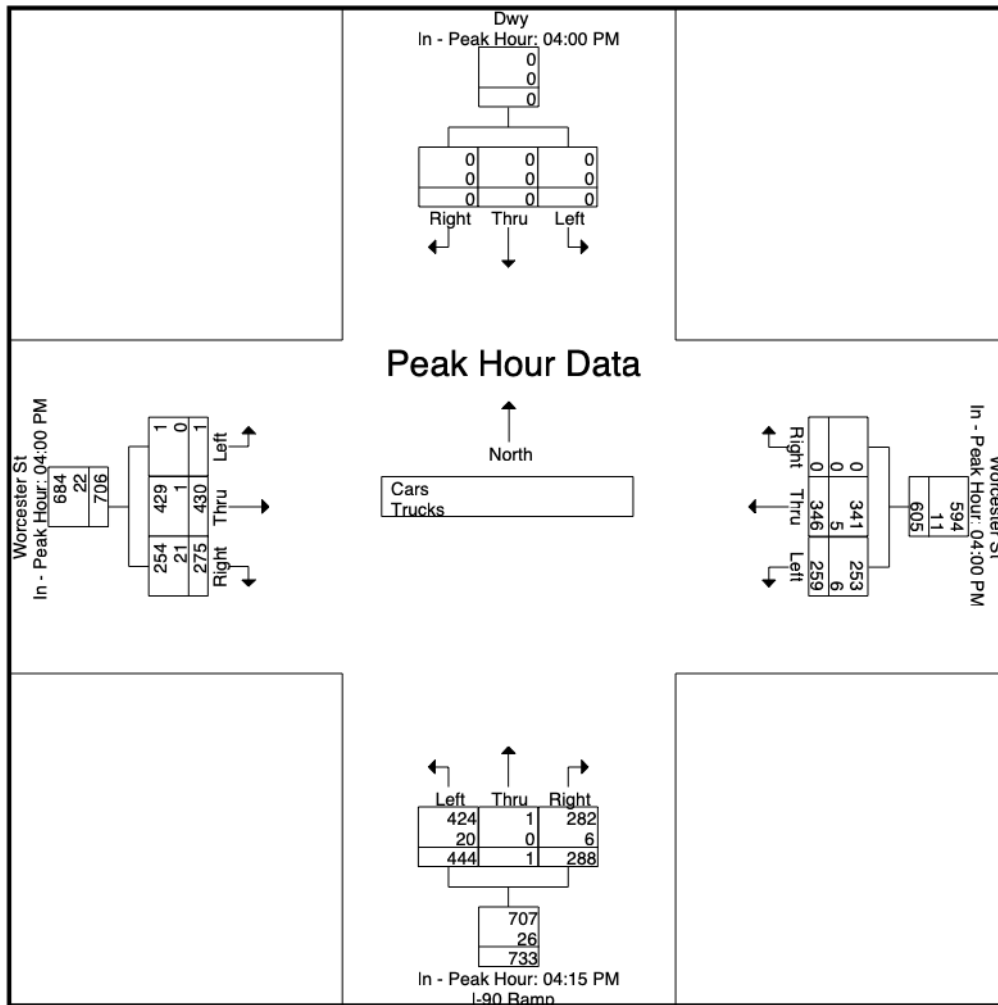 Dwy
In - Peak Hour: 04:00 PM
0
0
0
0 0 0
0 0 0
0 0 0
Right Thru Left
Peak Hour Data
North
Cars
Trucks
Worcester St
In - Peak Hour: 04:00 PM
684
22
706
1 429 254
0 1 21
1 430 275
Left Thru Right
Worcester St
In - Peak Hour: 04:00 PM
594
11
605
0 341 253
0 5 6
0 346 259
Right Thru Left
Left Thru Right
424 1 282
20 0 6
444 1 288
707
26
733
In - Peak Hour: 04:15 PM
I-90 Ramp